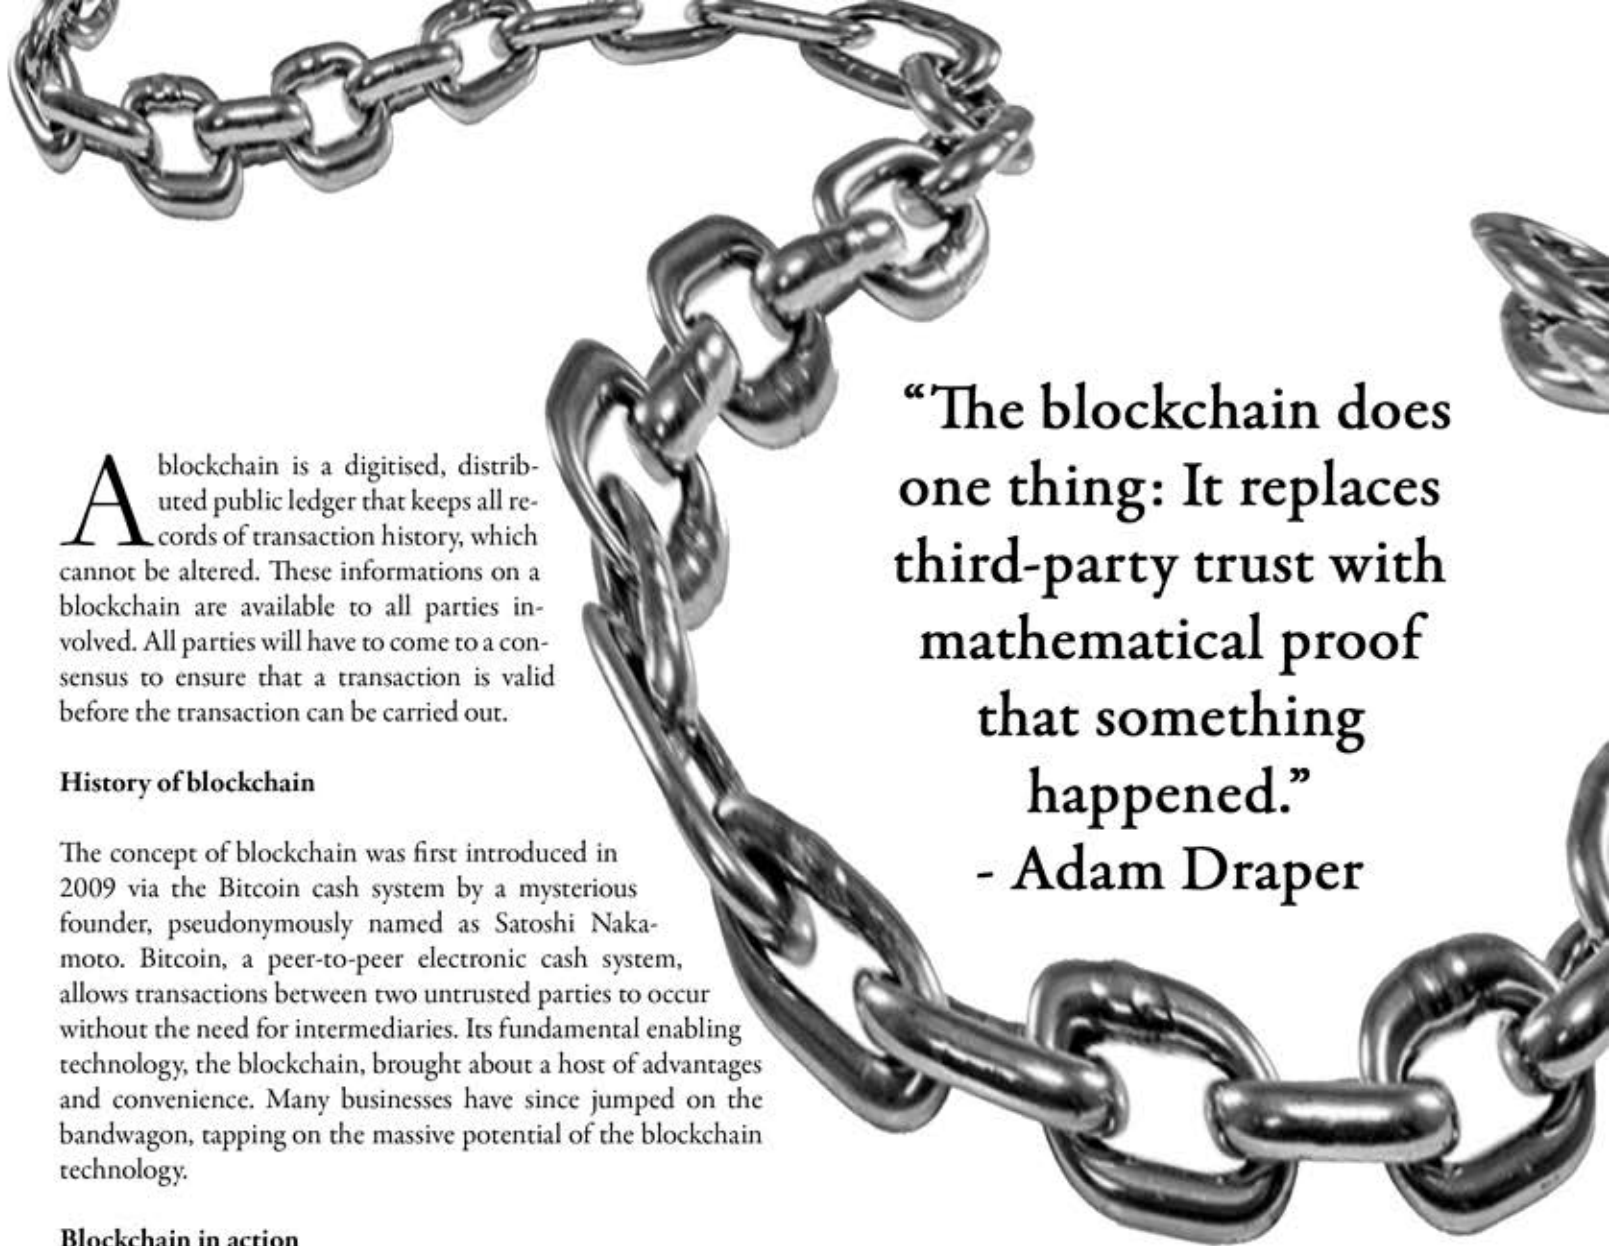 A blockchain is a digitised, distrib-
uted public ledger that keeps all re-
cords of transaction history, which
cannot be altered. These informations on a
blockchain are available to all parties in-
volved. All parties will have to come to a con-
sensus to ensure that a transaction is valid
before the transaction can be carried out.
History of blockchain
The concept of blockchain was first introduced in
2009 via the Bitcoin cash system by a mysterious
founder, pseudonymously named as Satoshi Naka-
moto. Bitcoin, a peer-to-peer electronic cash system,
allows transactions between two untrusted parties to occur
without the need for intermediaries. Its fundamental enabling
technology, the blockchain, brought about a host of advantages
and convenience. Many businesses have since jumped on the
bandwagon, tapping on the massive potential of the blockchain
technology.
Blockchain in action
“The blockchain does
one thing: It replaces
third-party trust with
mathematical proof
that something
happened.”
- Adam Draper